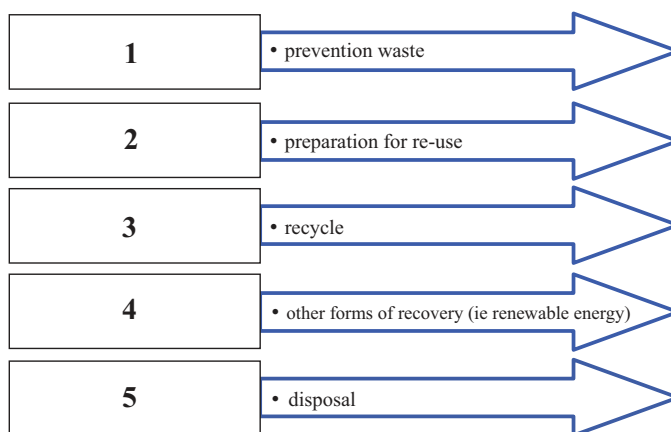 1
• prevention waste
2
• preparation for re-use
3
• recycle
4
• other forms of recovery (ie renewable energy)
5
• disposal